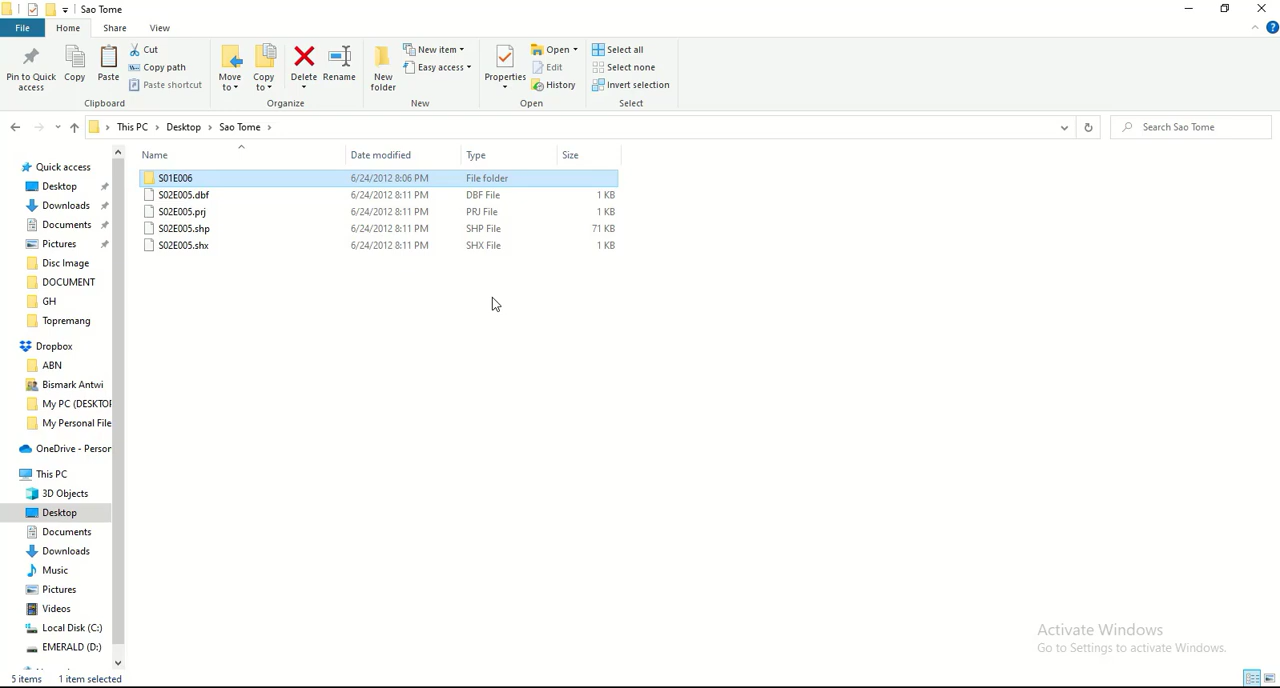 Sao Tome
File Home Share View
Pin to Quick access
Copy
Paste
Cut
Copy path
Paste shortcut
Clipboard
Move to
Copy to
Delete
Rename
Organize
New folder
New item
Easy access
New
Properties
Open
Edit
History
Open
Select all
Select none
Invert selection
Select
This PC > Desktop > Sao Tome >
Search Sao Tome
Name Date modified Type Size
S01E006 6/24/2012 8:06 PM File folder
S02E005.dbf 6/24/2012 8:11 PM DBF File 1 KB
S02E005.prj 6/24/2012 8:11 PM PRJ File 1 KB
S02E005.shp 6/24/2012 8:11 PM SHP File 71 KB
S02E005.shx 6/24/2012 8:11 PM SHX File 1 KB
Quick access
Desktop
Downloads
Documents
Pictures
Disc Image
DOCUMENT
GH
Topremang
Dropbox
ABN
Bismark Antwi
My PC (DESKTOP
My Personal File
OneDrive - Person
This PC
3D Objects
Desktop
Documents
Downloads
Music
Pictures
Videos
Local Disk (C:)
EMERALD (D:)
Activate Windows
Go to Settings to activate Windows.
5 items 1 item selected